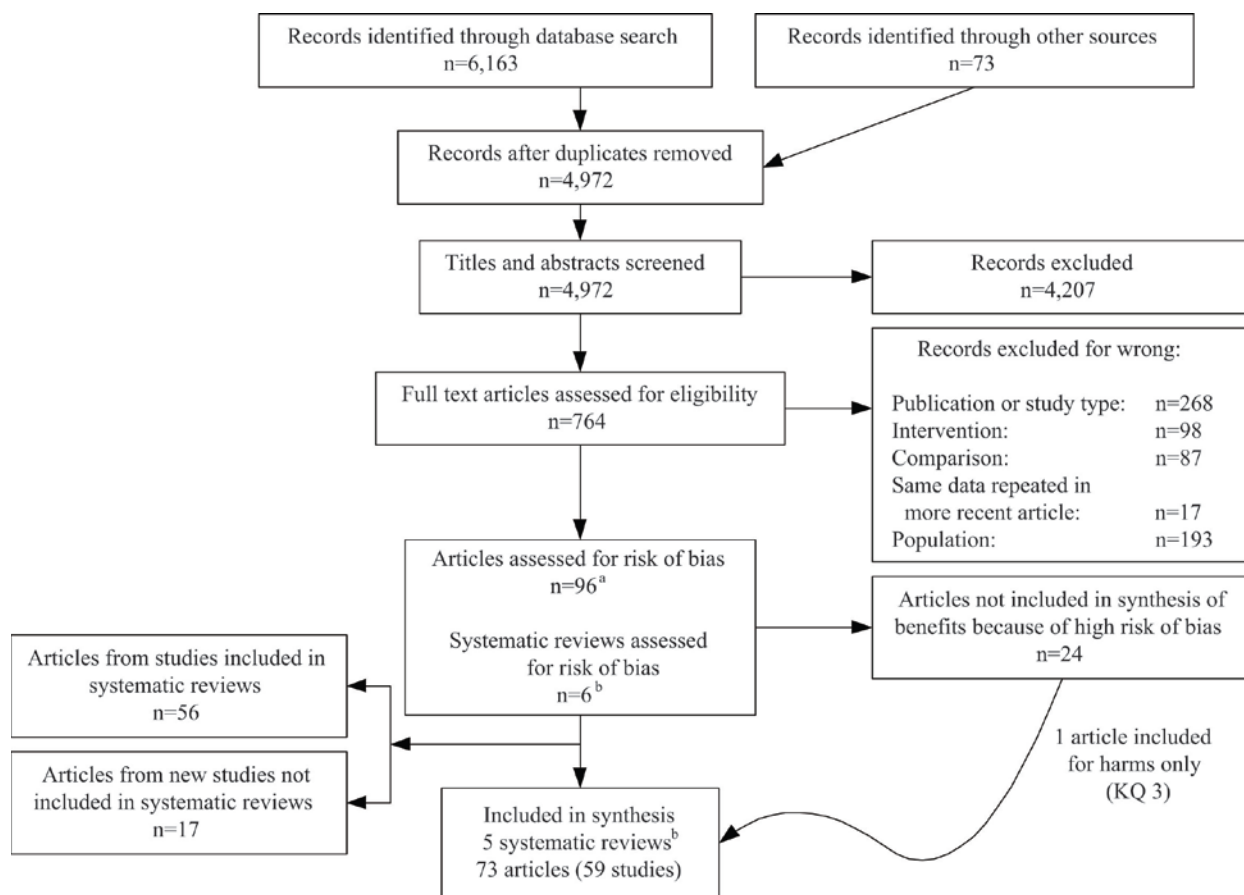 Records identified through database search
n=6,163
Records identified through other sources
n=73
Records after duplicates removed
n=4,972
Titles and abstracts screened
n=4,972
Records excluded
n=4,207
Full text articles assessed for eligibility
n=764
Records excluded for wrong:
Publication or study type: n=268
Intervention: n=98
Comparison: n=87
Same data repeated in
more recent article: n=17
Population: n=193
Articles assessed for risk of bias
n=96a
Systematic reviews assessed
for risk of bias
n=6b
Articles not included in synthesis of
benefits because of high risk of bias
n=24
Articles from studies included in
systematic reviews
n=56
Articles from new studies not
included in systematic reviews
n=17
1 article included
for harms only
(KQ 3)
Included in synthesis
5 systematic reviewsb
73 articles (59 studies)